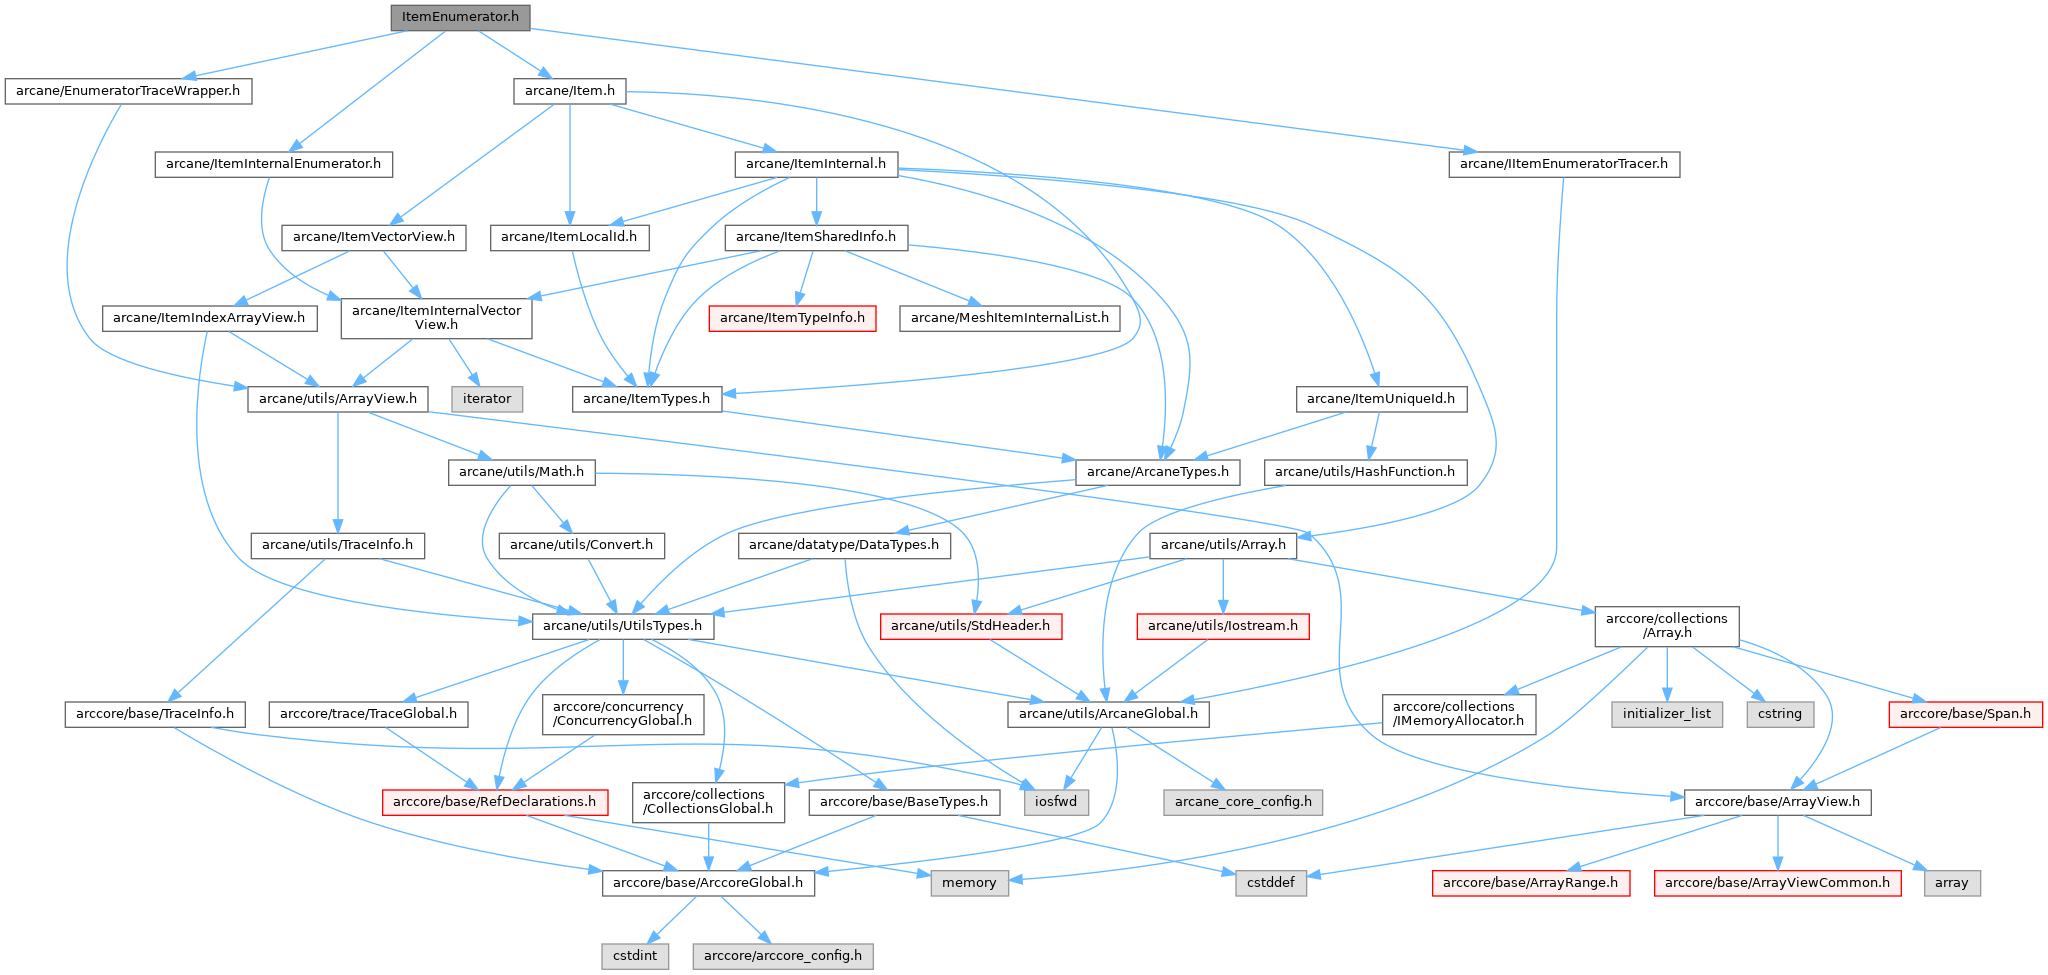 ItemEnumerator.h
arcane/EnumeratorTraceWrapper.h
arcane/Item.h
arcane/ItemInternalEnumerator.h
arcane/ItemInternal.h
arcane/IItemEnumeratorTracer.h
arcane/ItemVectorView.h
arcane/ItemLocalId.h
arcane/ItemSharedInfo.h
arcane/ItemIndexArrayView.h
arcane/ItemInternalVector
View.h
arcane/ItemTypeInfo.h
arcane/MeshItemInternalList.h
arcane/utils/ArrayView.h
iterator
arcane/ItemTypes.h
arcane/ItemUniqueId.h
arcane/utils/Math.h
arcane/ArcaneTypes.h
arcane/utils/HashFunction.h
arcane/utils/TraceInfo.h
arcane/utils/Convert.h
arcane/datatype/DataTypes.h
arcane/utils/Array.h
arcane/utils/UtilsTypes.h
arcane/utils/StdHeader.h
arcane/utils/Iostream.h
arccore/collections
/Array.h
arccore/base/TraceInfo.h
arccore/trace/TraceGlobal.h
arccore/concurrency
/ConcurrencyGlobal.h
arcane/utils/ArcaneGlobal.h
arccore/collections
/IMemoryAllocator.h
initializer_list
cstring
arccore/base/Span.h
arccore/base/RefDeclarations.h
arccore/collections
/CollectionsGlobal.h
arccore/base/BaseTypes.h
iosfwd
arcane_core_config.h
arccore/base/ArrayView.h
arccore/base/ArccoreGlobal.h
memory
cstddef
arccore/base/ArrayRange.h
arccore/base/ArrayViewCommon.h
array
cstdint
arccore/arccore_config.h